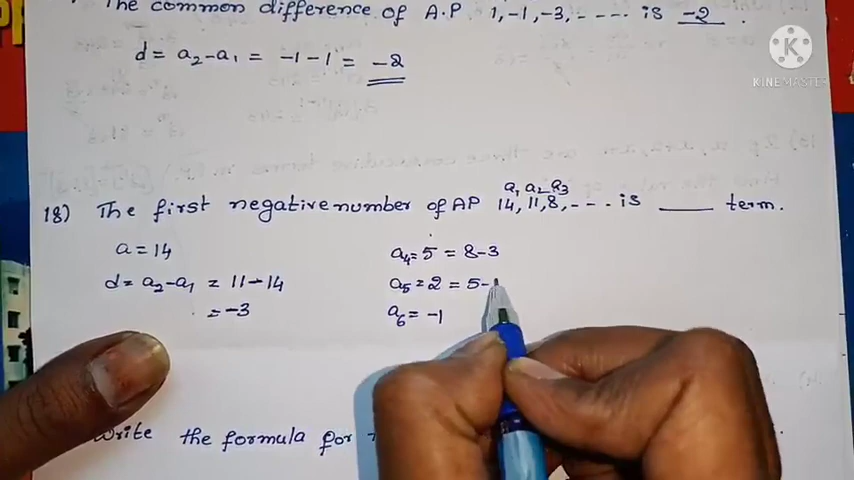 The common difference of A.P 1,-1,-3,- ---- is -2 .
d = a2-a1 = -1-1 = -2
KINEMASTER
a1 a2 a3
18) The first negative number of AP 14, 11, 8, - --- is ____ term.
a = 14
d = a2-a1 = 11-14
= -3
a4 = 5 = 8-3
a5 = 2 = 5-
a6 = -1
Write the formula for